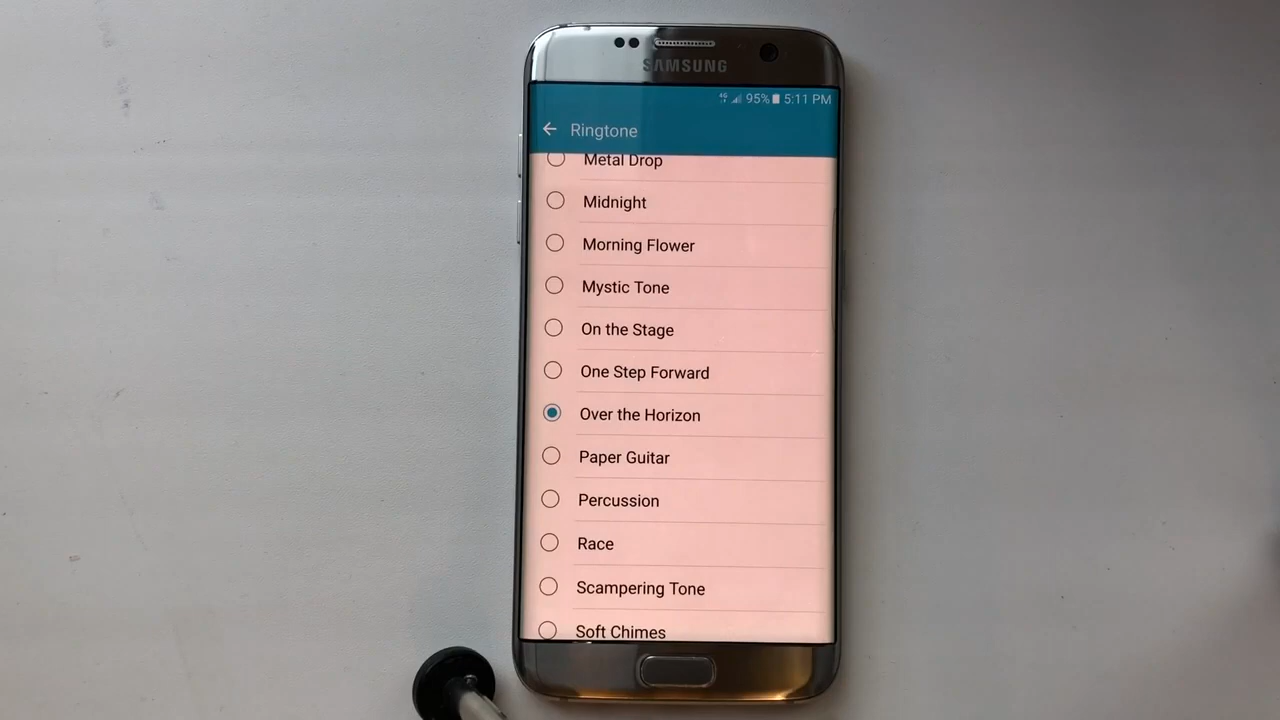 SAMSUNG
4G 95% 5:11 PM
Ringtone
Metal Drop
Midnight
Morning Flower
Mystic Tone
On the Stage
One Step Forward
Over the Horizon
Paper Guitar
Percussion
Race
Scampering Tone
Soft Chimes